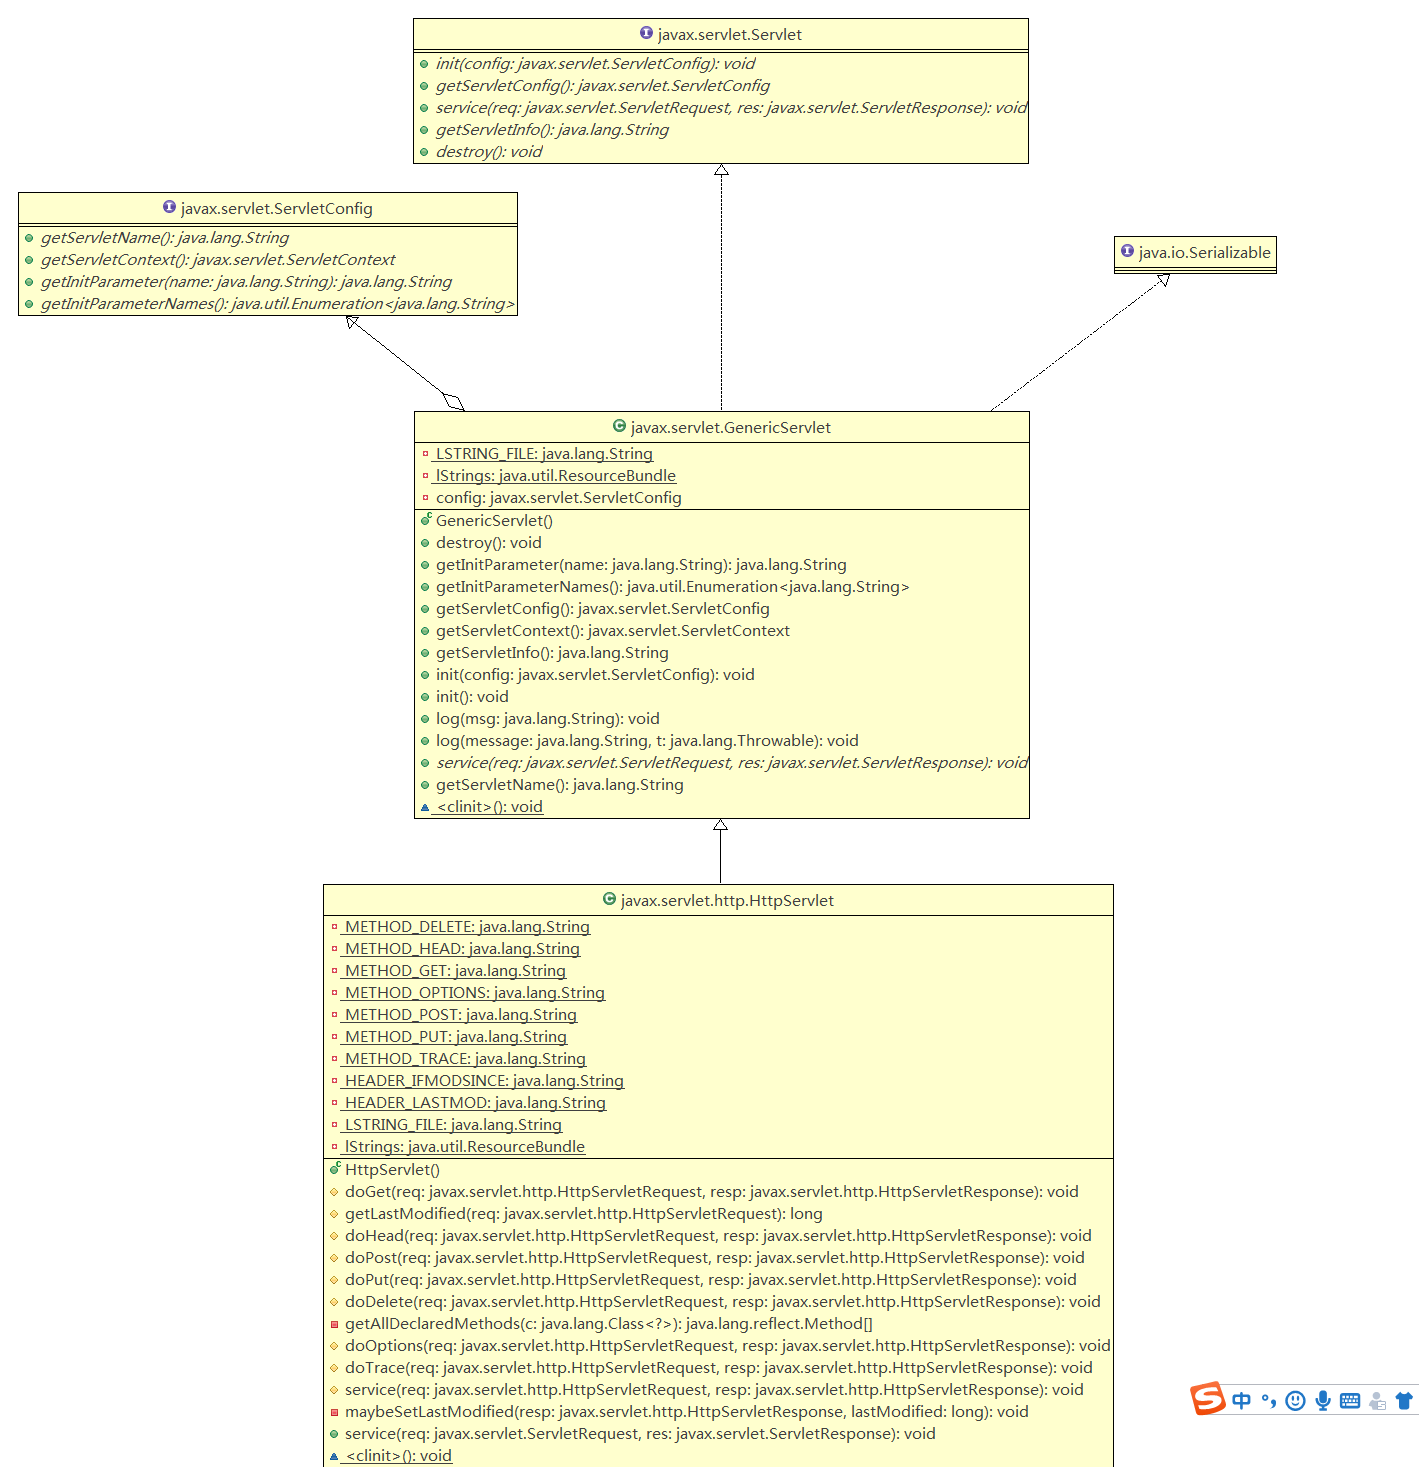 javax.servlet.Servlet
init(config: javax.servlet.ServletConfig): void
getServletConfig(): javax.servlet.ServletConfig
service(req: javax.servlet.ServletRequest, res: javax.servlet.ServletResponse): void
getServletInfo(): java.lang.String
destroy(): void
javax.servlet.ServletConfig
getServletName(): java.lang.String
getServletContext(): javax.servlet.ServletContext
getInitParameter(name: java.lang.String): java.lang.String
getInitParameterNames(): java.util.Enumeration<java.lang.String>
java.io.Serializable
javax.servlet.GenericServlet
LSTRING_FILE: java.lang.String
lStrings: java.util.ResourceBundle
config: javax.servlet.ServletConfig
GenericServlet()
destroy(): void
getInitParameter(name: java.lang.String): java.lang.String
getInitParameterNames(): java.util.Enumeration<java.lang.String>
getServletConfig(): javax.servlet.ServletConfig
getServletContext(): javax.servlet.ServletContext
getServletInfo(): java.lang.String
init(config: javax.servlet.ServletConfig): void
init(): void
log(msg: java.lang.String): void
log(message: java.lang.String, t: java.lang.Throwable): void
service(req: javax.servlet.ServletRequest, res: javax.servlet.ServletResponse): void
getServletName(): java.lang.String
<clinit>(): void
javax.servlet.http.HttpServlet
METHOD_DELETE: java.lang.String
METHOD_HEAD: java.lang.String
METHOD_GET: java.lang.String
METHOD_OPTIONS: java.lang.String
METHOD_POST: java.lang.String
METHOD_PUT: java.lang.String
METHOD_TRACE: java.lang.String
HEADER_IFMODSINCE: java.lang.String
HEADER_LASTMOD: java.lang.String
LSTRING_FILE: java.lang.String
lStrings: java.util.ResourceBundle
HttpServlet()
doGet(req: javax.servlet.http.HttpServletRequest, resp: javax.servlet.http.HttpServletResponse): void
getLastModified(req: javax.servlet.http.HttpServletRequest): long
doHead(req: javax.servlet.http.HttpServletRequest, resp: javax.servlet.http.HttpServletResponse): void
doPost(req: javax.servlet.http.HttpServletRequest, resp: javax.servlet.http.HttpServletResponse): void
doPut(req: javax.servlet.http.HttpServletRequest, resp: javax.servlet.http.HttpServletResponse): void
doDelete(req: javax.servlet.http.HttpServletRequest, resp: javax.servlet.http.HttpServletResponse): void
getAllDeclaredMethods(c: java.lang.Class<?>): java.lang.reflect.Method[]
doOptions(req: javax.servlet.http.HttpServletRequest, resp: javax.servlet.http.HttpServletResponse): void
doTrace(req: javax.servlet.http.HttpServletRequest, resp: javax.servlet.http.HttpServletResponse): void
service(req: javax.servlet.http.HttpServletRequest, resp: javax.servlet.http.HttpServletResponse): void
maybeSetLastModified(resp: javax.servlet.http.HttpServletResponse, lastModified: long): void
service(req: javax.servlet.ServletRequest, res: javax.servlet.ServletResponse): void
<clinit>(): void
中